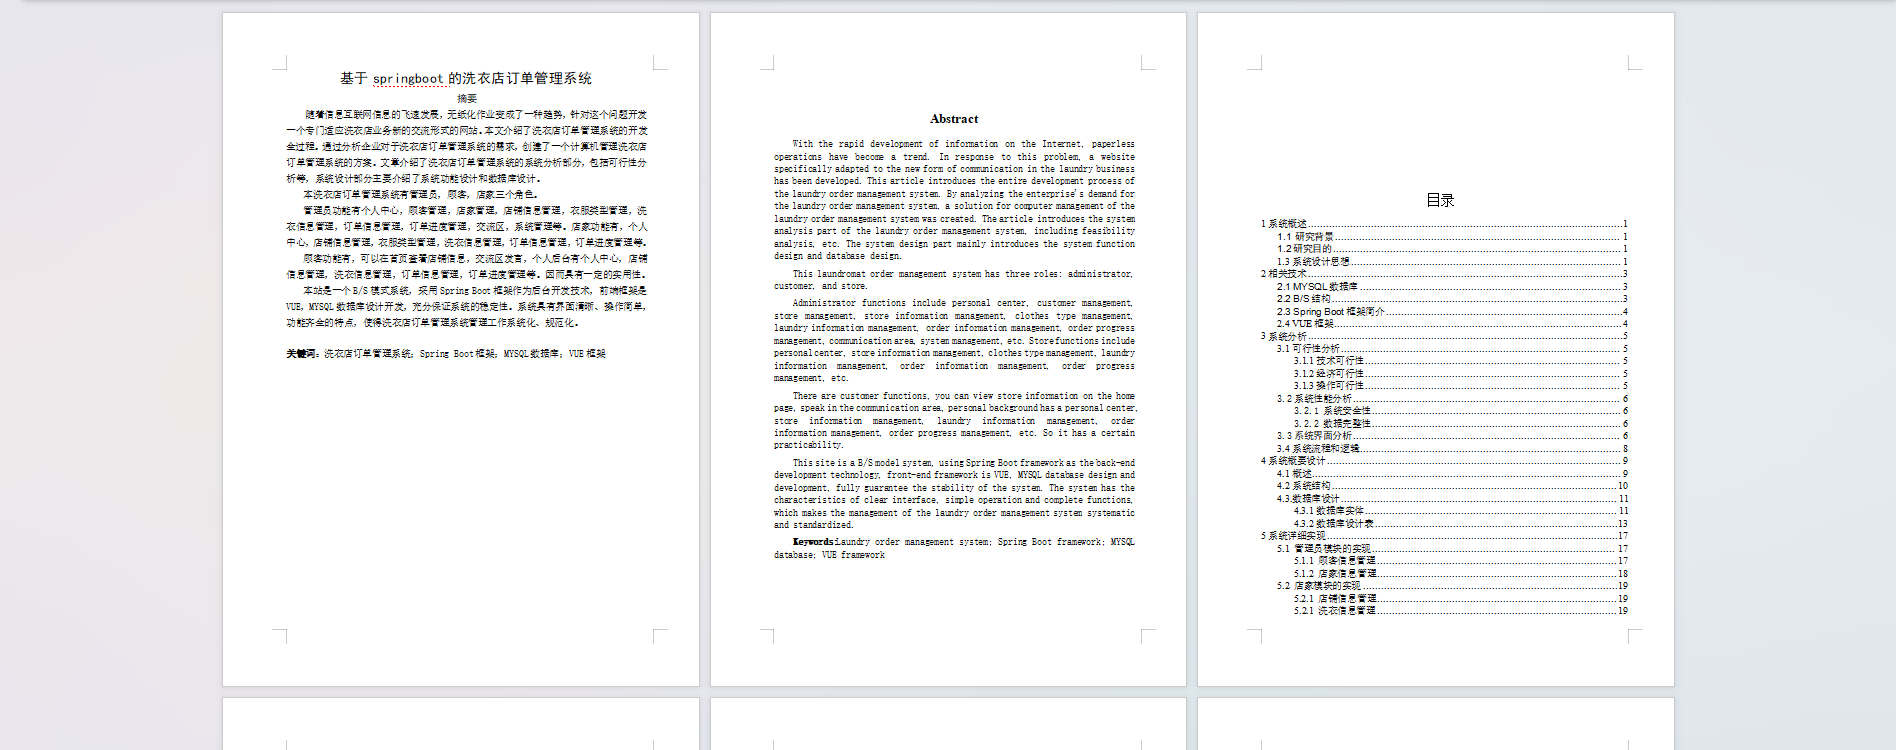 基于 springboot 的洗衣店订单管理系统
摘要
随着信息互联网信息的飞速发展，无纸化作业变成了一种趋势，针对这个问题开发
一个专门适应洗衣店业务新的交流形式的网站。本文介绍了洗衣店订单管理系统的开发
全过程。通过分析企业对于洗衣店订单管理系统的需求，创建了一个计算机管理洗衣店
订单管理系统的方案。文章介绍了洗衣店订单管理系统的系统分析部分，包括可行性分
析等，系统设计部分主要介绍了系统功能设计和数据库设计。
本洗衣店订单管理系统有管理员，顾客，店家三个角色。
管理员功能有个人中心，顾客管理，店家管理，店铺信息管理，衣服类型管理，洗
衣信息管理，订单信息管理，订单进度管理，交流区，系统管理等。店家功能有，个人
中心，店铺信息管理，衣服类型管理，洗衣信息管理，订单信息管理，订单进度管理等。
顾客功能有，可以在首页查看店铺信息，交流区发言，个人后台有个人中心，店铺
信息管理，洗衣信息管理，订单信息管理，订单进度管理等。因而具有一定的实用性。
本站是一个 B/S 模式系统，采用 Spring Boot 框架作为后台开发技术，前端框架是
VUE，MYSQL 数据库设计开发，充分保证系统的稳定性。系统具有界面清晰、操作简单，
功能齐全的特点，使得洗衣店订单管理系统管理工作系统化、规范化。
关键词：洗衣店订单管理系统；Spring Boot 框架；MYSQL 数据库；VUE 框架
Abstract
With the rapid development of information on the Internet, paperless
operations have become a trend. In response to this problem, a website
specifically adapted to the new form of communication in the laundry business
has been developed. This article introduces the entire development process of
the laundry order management system. By analyzing the enterprise's demand for
the laundry order management system, a solution for computer management of the
laundry order management system was created. The article introduces the system
analysis part of the laundry order management system, including feasibility
analysis, etc. The system design part mainly introduces the system function
design and database design.
This laundromat order management system has three roles: administrator,
customer, and store.
Administrator functions include personal center, customer management,
store management, store information management, clothes type management,
laundry information management, order information management, order progress
management, communication area, system management, etc. Store functions include
personal center, store information management, clothes type management, laundry
information management, order information management, order progress
management, etc.
There are customer functions, you can view store information on the home
page, speak in the communication area, personal background has a personal center,
store information management, laundry information management, order
information management, order progress management, etc. So it has a certain
practicability.
This site is a B/S model system, using Spring Boot framework as the back-end
development technology, front-end framework is VUE, MYSQL database design and
development, fully guarantee the stability of the system. The system has the
characteristics of clear interface, simple operation and complete functions,
which makes the management of the laundry order management system systematic
and standardized.
Keywords:Laundry order management system; Spring Boot framework; MYSQL
database; VUE framework
目录
1 系统概述 1
1.1 研究背景 1
1.2 研究目的 1
1.3 系统设计思想 1
2 相关技术 3
2.1 MYSQL 数据库 3
2.2 B/S 结构 3
2.3 Spring Boot 框架简介 4
2.4 VUE 框架 4
3 系统分析 5
3.1 可行性分析 5
3.1.1 技术可行性 5
3.1.2 经济可行性 5
3.1.3 操作可行性 5
3.2 系统性能分析 6
3.2.1 系统安全性 6
3.2.2 数据完整性 6
3.3 系统界面分析 6
3.4 系统流程和逻辑 8
4 系统概要设计 9
4.1 概述 9
4.2 系统结构 10
4.3.数据库设计 11
4.3.1 数据库实体 11
4.3.2 数据库设计表 13
5 系统详细实现 17
5.1 管理员模块的实现 17
5.1.1 顾客信息管理 17
5.1.2 店家信息管理 18
5.2 店家模块的实现 19
5.2.1 店铺信息管理 19
5.2.1 洗衣信息管理 19